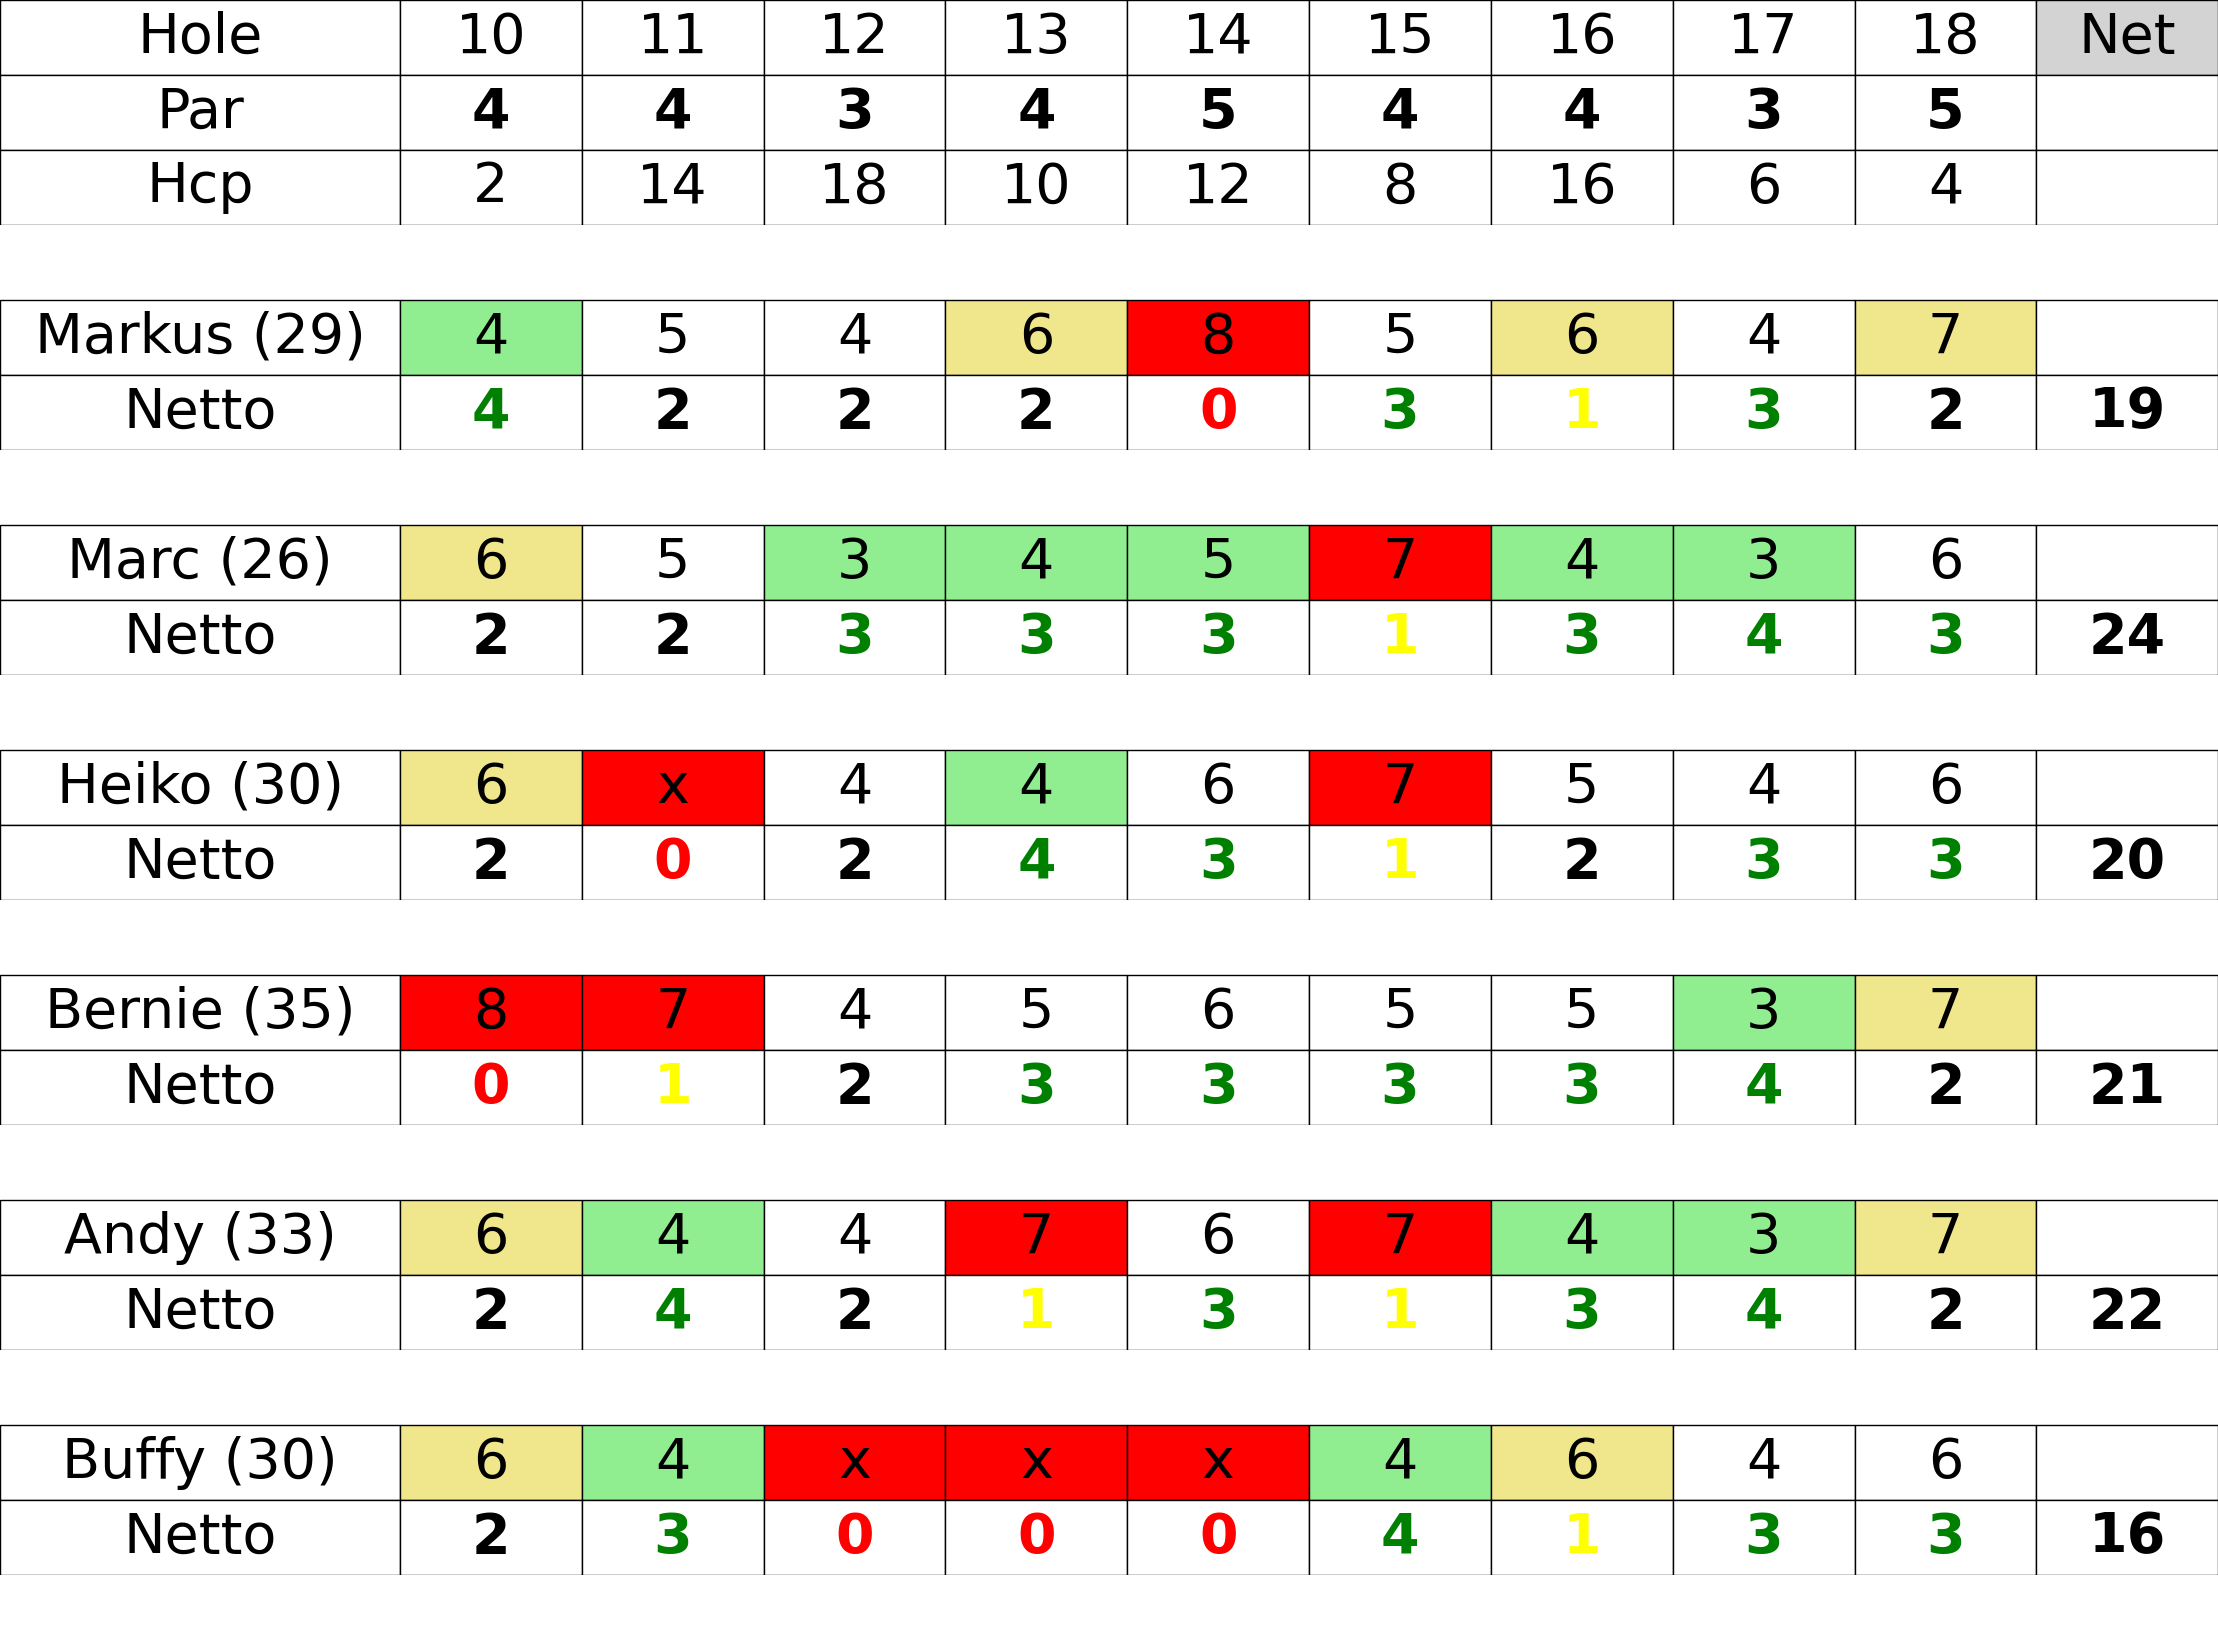 Hole 10 11 12 13 14 15 16 17 18 Net
Par 4 4 3 4 5 4 4 3 5
Hcp 2 14 18 10 12 8 16 6 4
Markus (29) 4 5 4 6 8 5 6 4 7
Netto 4 2 2 2 0 3 1 3 2 19
Marc (26) 6 5 3 4 5 7 4 3 6
Netto 2 2 3 3 3 1 3 4 3 24
Heiko (30) 6 x 4 4 6 7 5 4 6
Netto 2 0 2 4 3 1 2 3 3 20
Bernie (35) 8 7 4 5 6 5 5 3 7
Netto 0 1 2 3 3 3 3 4 2 21
Andy (33) 6 4 4 7 6 7 4 3 7
Netto 2 4 2 1 3 1 3 4 2 22
Buffy (30) 6 4 x x x 4 6 4 6
Netto 2 3 0 0 0 4 1 3 3 16